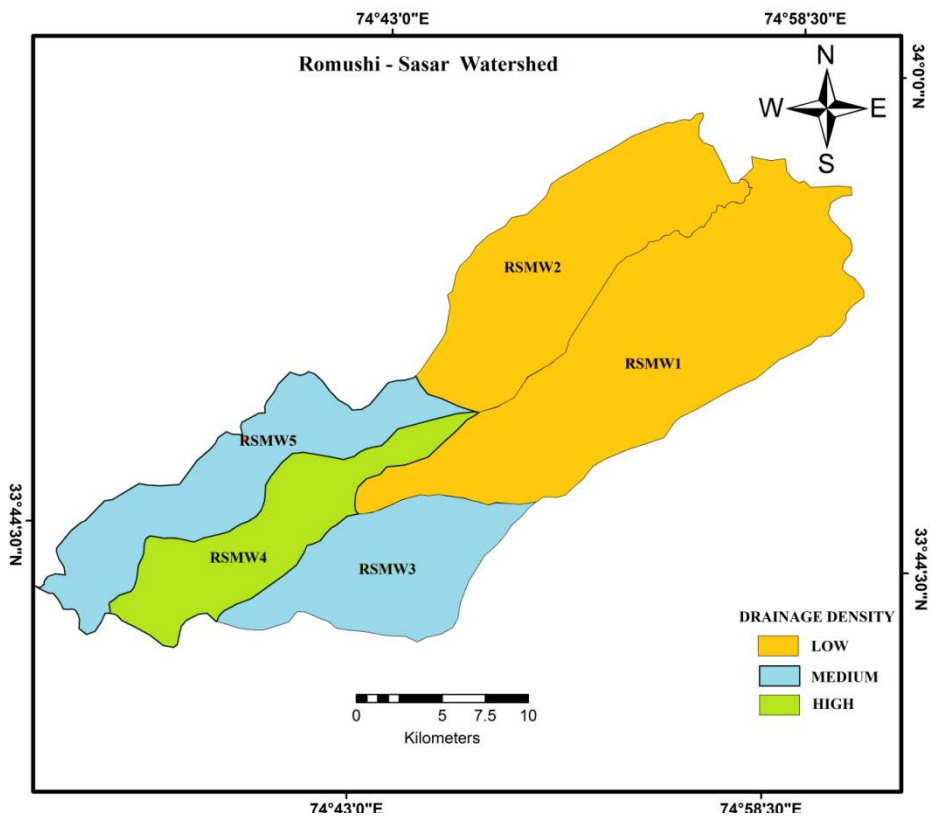 74°43'0"E 74°58'30"E
Romushi - Sasar Watershed
34°0'0"N
N
W E
S
RSMW2
RSMW1
RSMW5
33°44'30"N
RSMW4
RSMW3
33°44'30"N
DRAINAGE DENSITY
LOW
MEDIUM
HIGH
0 5 7.5 10
Kilometers
74°43'0"E 74°58'30"E